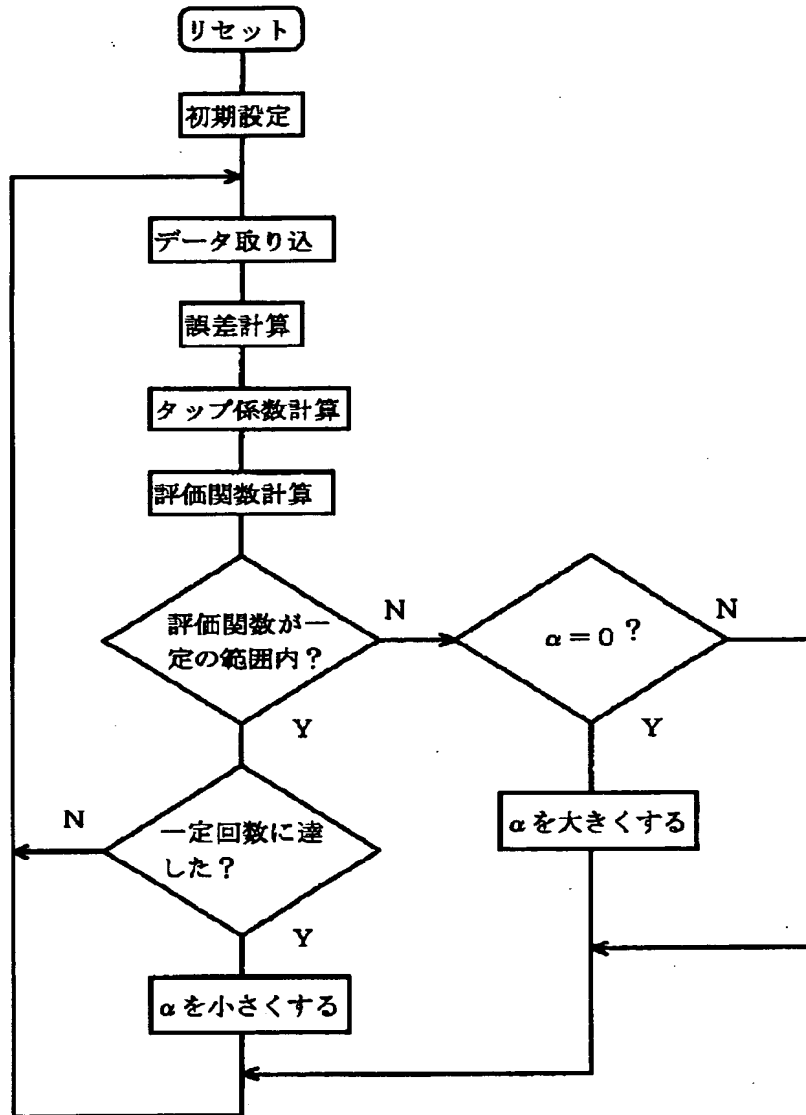 リセット
初期設定
データ取り込
誤差計算
タップ係数計算
評価関数計算
評価関数が一
定の範囲内?
N
Y
α=0?
N
Y
αを大きくする
一定回数に達
した?
N
Y
αを小さくする